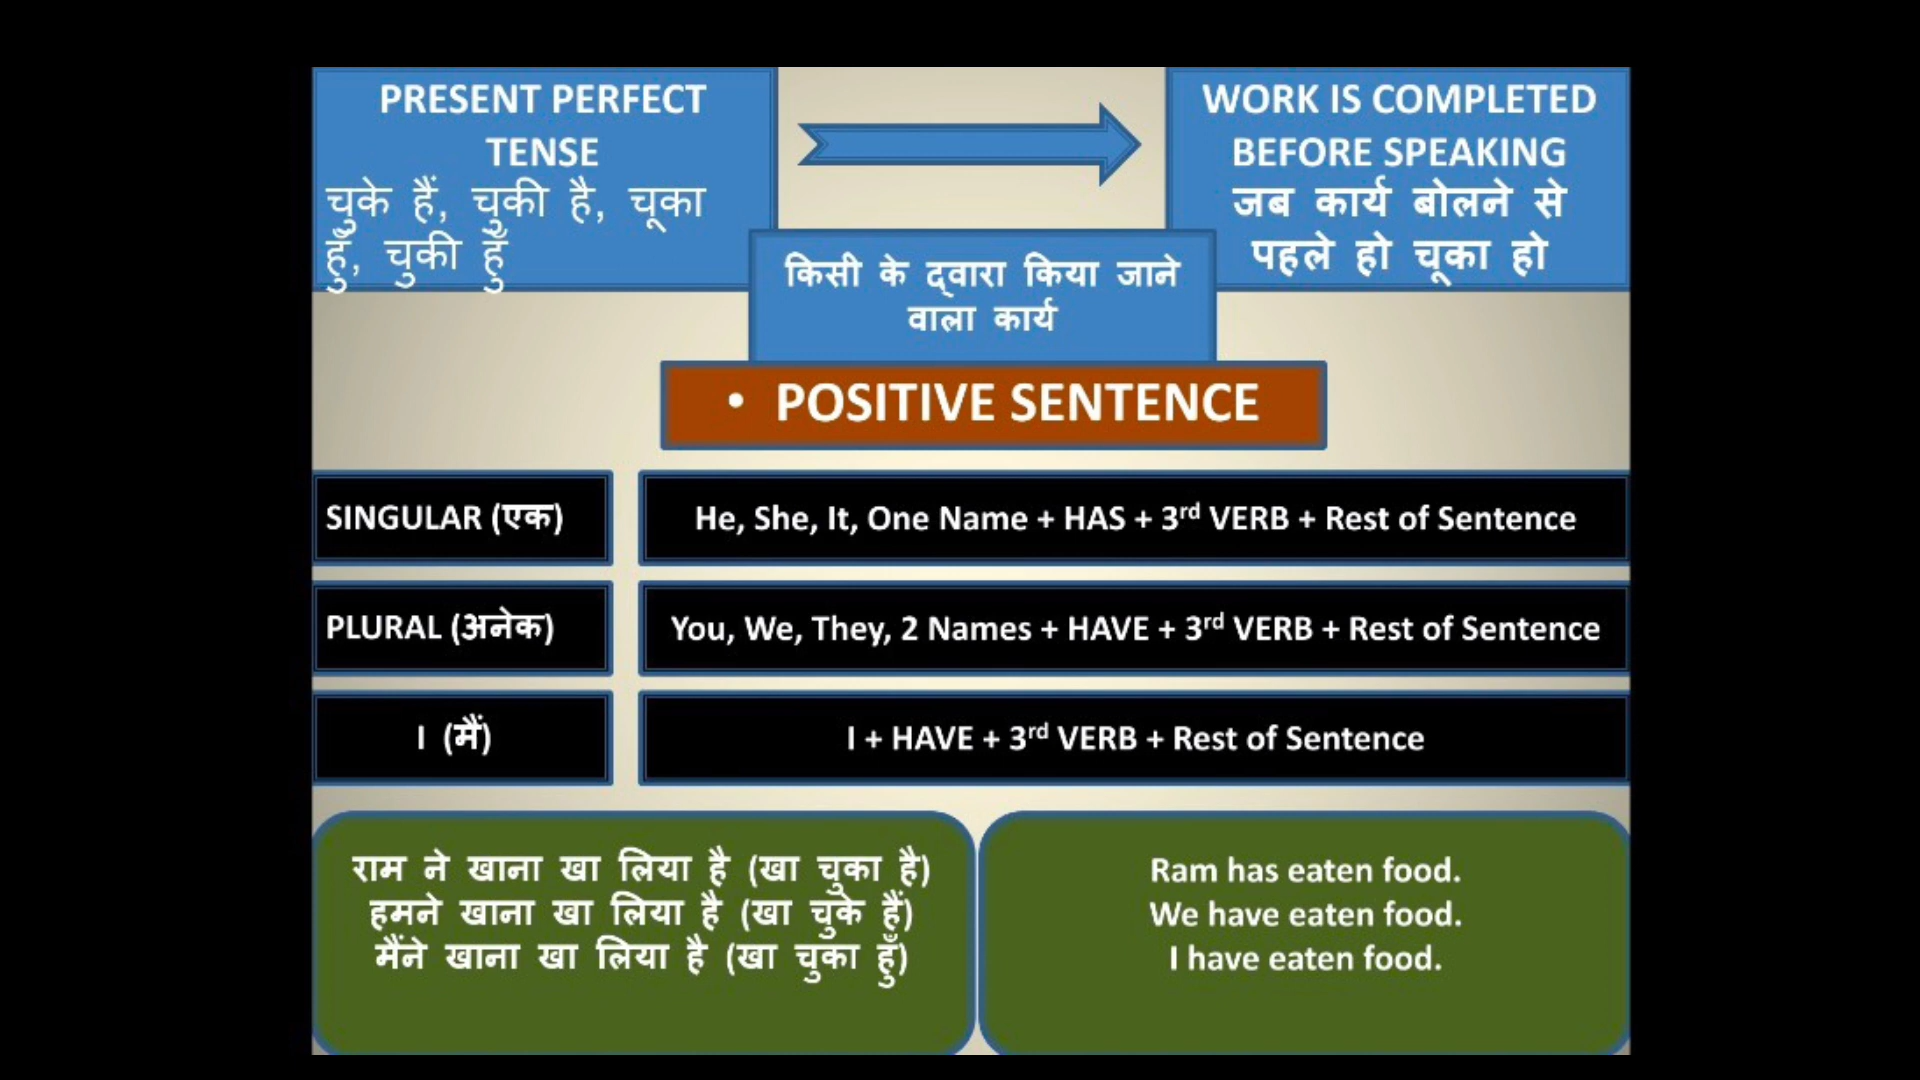 PRESENT PERFECT
TENSE
चुके हैं, चुकी है, चूका
हुँ, चुकी हुँ
WORK IS COMPLETED
BEFORE SPEAKING
जब कार्य बोलने से
पहले हो चूका हो
किसी के द्वारा किया जाने
वाला कार्य
• POSITIVE SENTENCE
SINGULAR (एक)
He, She, It, One Name + HAS + 3rd VERB + Rest of Sentence
PLURAL (अनेक)
You, We, They, 2 Names + HAVE + 3rd VERB + Rest of Sentence
I (मैं)
I + HAVE + 3rd VERB + Rest of Sentence
राम ने खाना खा लिया है (खा चुका है)
हमने खाना खा लिया है (खा चुके हैं)
मैंने खाना खा लिया है (खा चुका हुँ)
Ram has eaten food.
We have eaten food.
I have eaten food.